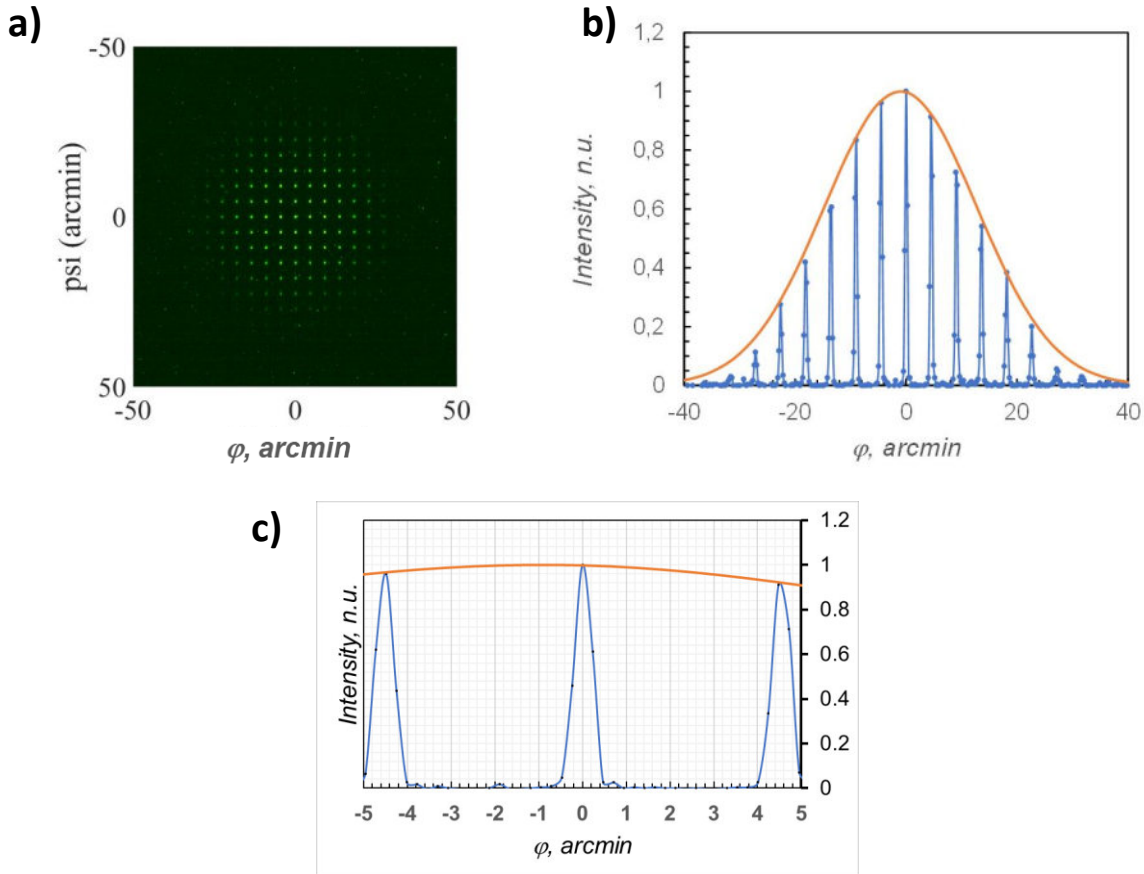 a)
-50
0
50
psi (arcmin)
-50 0 50
φ, arcmin
b)
1,2
1
0,8
0,6
0,4
0,2
0
Intensity, n.u.
-40 -20 0 20 40
φ, arcmin
c)
1.2
1
0.8
0.6
0.4
0.2
0
Intensity, n.u.
-5 -4 -3 -2 -1 0 1 2 3 4 5
φ, arcmin